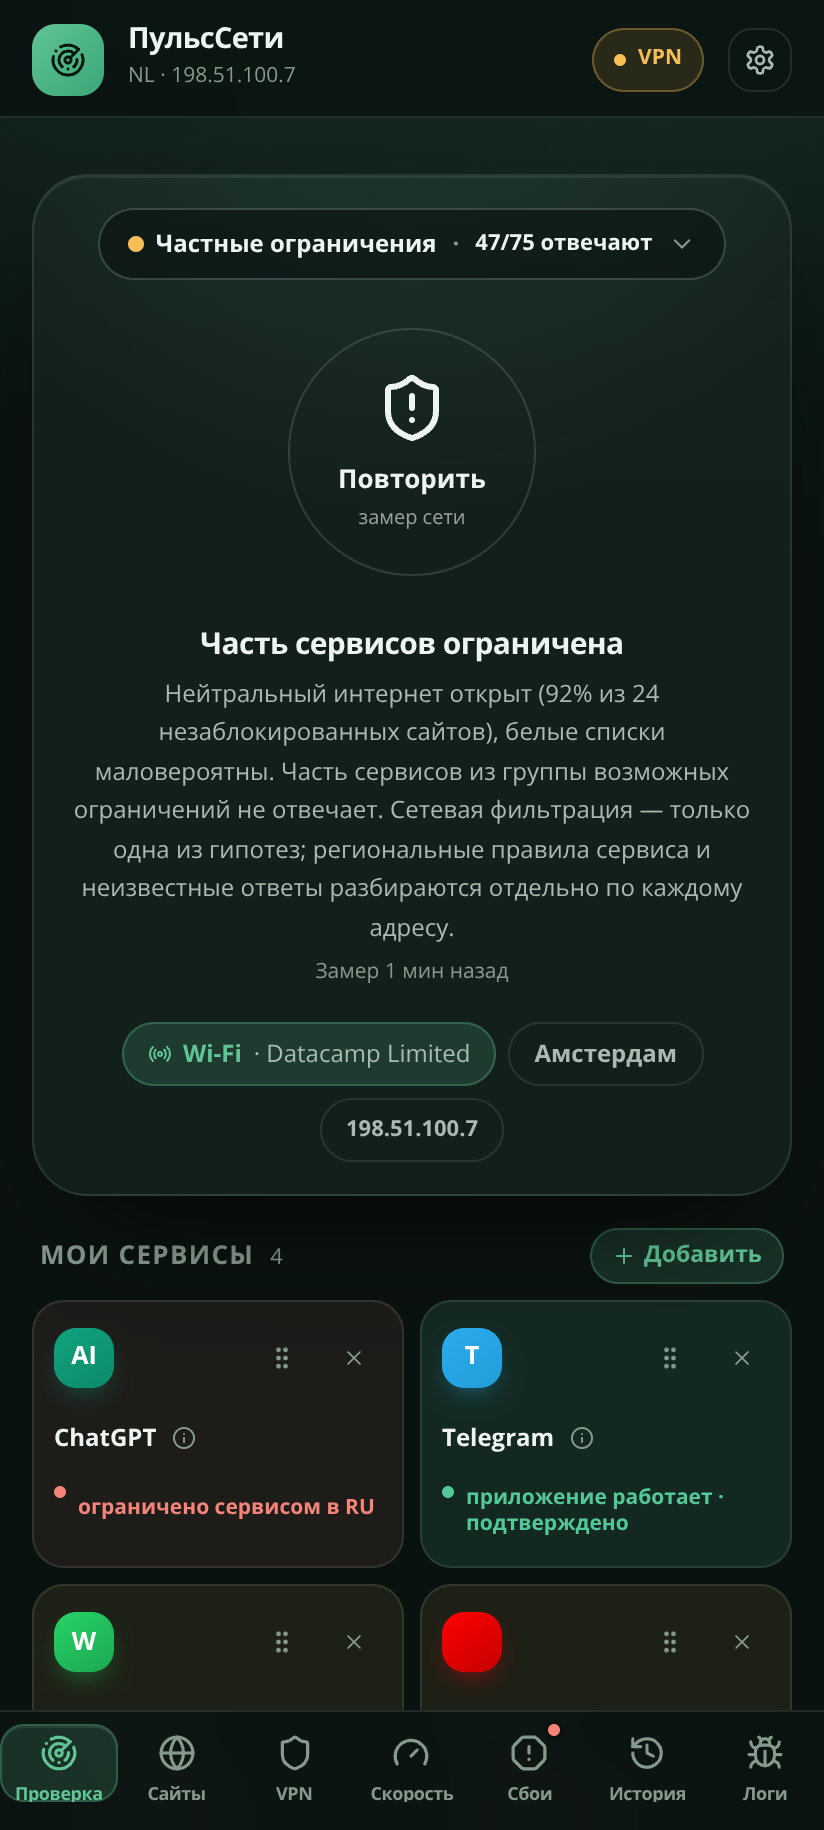 ПульсСети
NL · 198.51.100.7
VPN
Частные ограничения · 47/75 отвечают
Повторить
замер сети
Часть сервисов ограничена
Нейтральный интернет открыт (92% из 24
незаблокированных сайтов), белые списки
маловероятны. Часть сервисов из группы возможных
ограничений не отвечает. Сетевая фильтрация — только
одна из гипотез; региональные правила сервиса и
неизвестные ответы разбираются отдельно по каждому
адресу.
Замер 1 мин назад
Wi-Fi · Datacamp Limited
Амстердам
198.51.100.7
МОИ СЕРВИСЫ 4
+ Добавить
AI
ChatGPT
ограничено сервисом в RU
T
Telegram
приложение работает ·
подтверждено
W
Проверка
Сайты
VPN
Скорость
Сбои
История
Логи